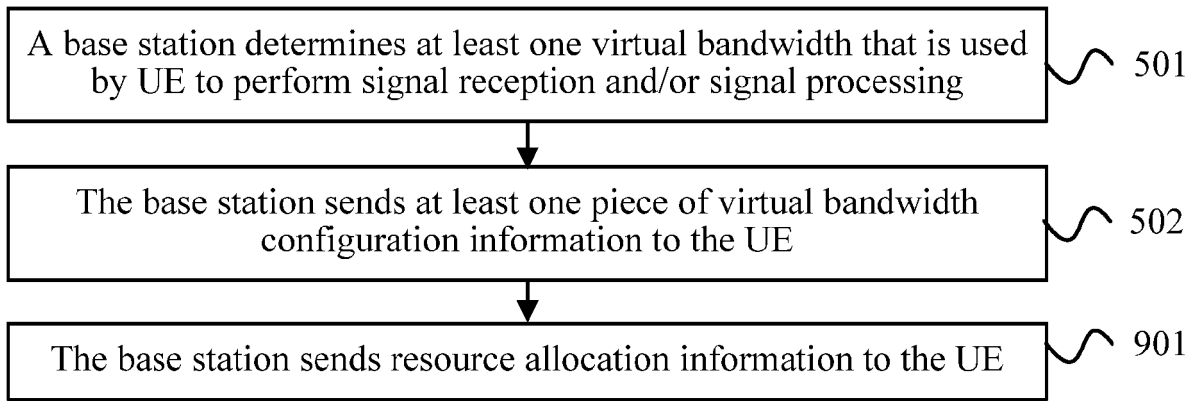 A base station determines at least one virtual bandwidth that is used
by UE to perform signal reception and/or signal processing
501
The base station sends at least one piece of virtual bandwidth
configuration information to the UE
502
The base station sends resource allocation information to the UE
901